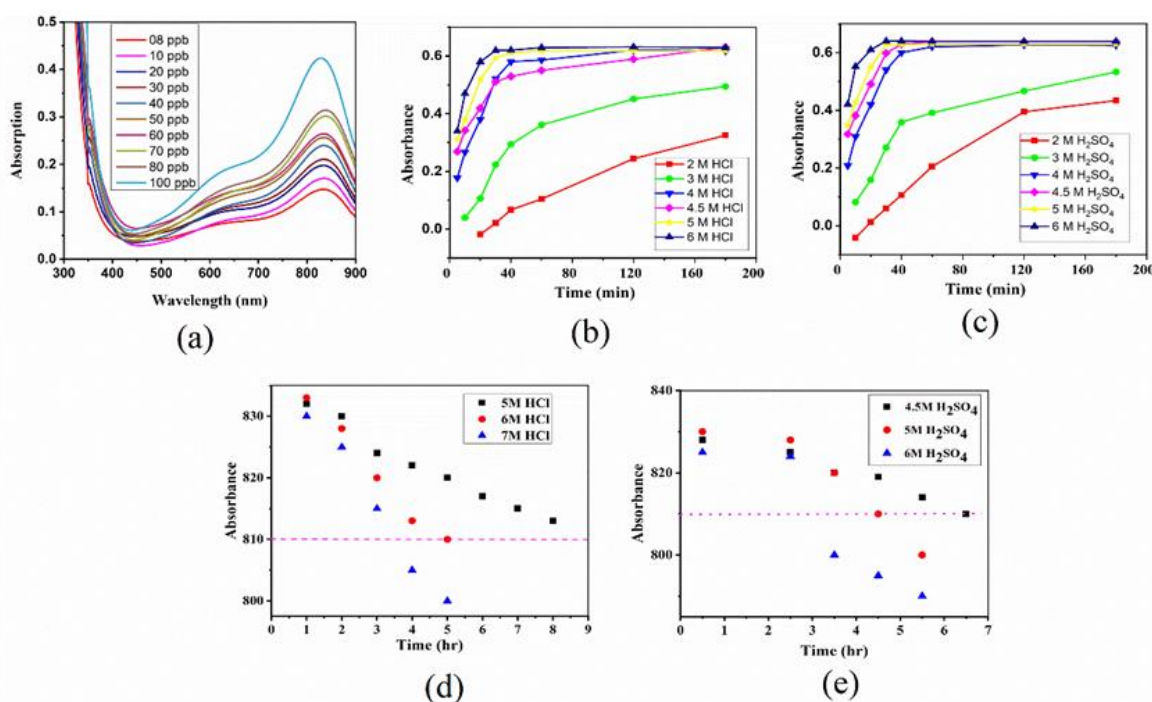 0.5
0.4
0.3
0.2
0.1
0.0
Absorption
08 ppb
10 ppb
20 ppb
30 ppb
40 ppb
50 ppb
60 ppb
70 ppb
80 ppb
100 ppb
300 400 500 600 700 800 900
Wavelength (nm)
(a)
0.6
0.4
0.2
0.0
Absorbance
2 M HCl
3 M HCl
4 M HCl
4.5 M HCl
5 M HCl
6 M HCl
0 40 80 120 160 200
Time (min)
(b)
0.6
0.4
0.2
0.0
Absorbance
2 M H₂SO₄
3 M H₂SO₄
4 M H₂SO₄
4.5 M H₂SO₄
5 M H₂SO₄
6 M H₂SO₄
0 40 80 120 160 200
Time (min)
(c)
830
820
810
800
Absorbance
5M HCl
6M HCl
7M HCl
0 1 2 3 4 5 6 7 8 9
Time (hr)
(d)
840
820
800
Absorbance
4.5M H₂SO₄
5M H₂SO₄
6M H₂SO₄
0 1 2 3 4 5 6 7
Time (hr)
(e)